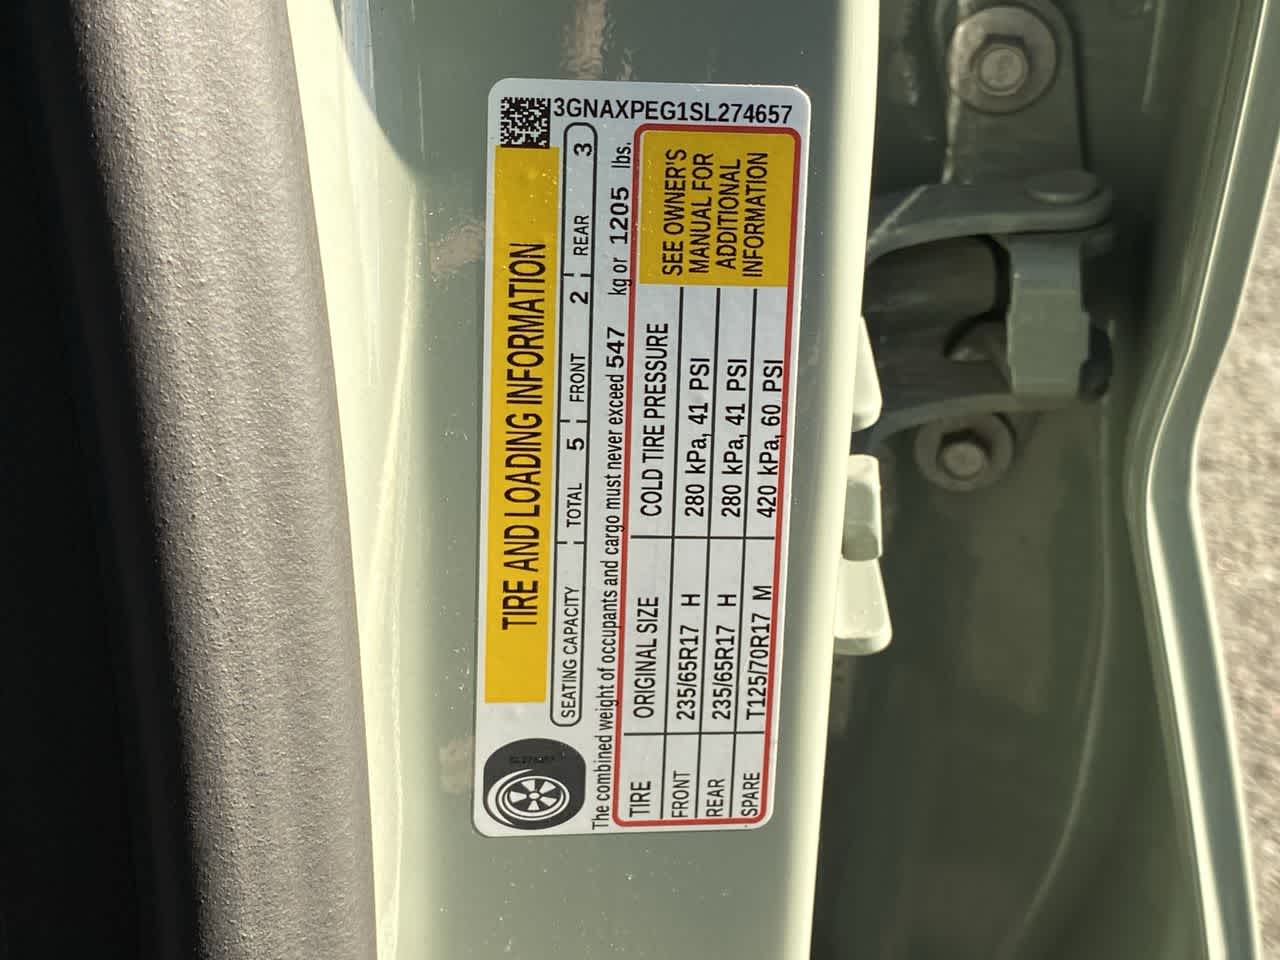 3GNAXPEG1SL274657
TIRE AND LOADING INFORMATION
SEATING CAPACITY TOTAL 5 FRONT 2 REAR 3
The combined weight of occupants and cargo must never exceed 547 kg or 1205 lbs.
TIRE ORIGINAL SIZE COLD TIRE PRESSURE
FRONT 235/65R17 H 280 kPa, 41 PSI
REAR 235/65R17 H 280 kPa, 41 PSI
SPARE T125/70R17 M 420 kPa, 60 PSI
SEE OWNER'S
MANUAL FOR
ADDITIONAL
INFORMATION